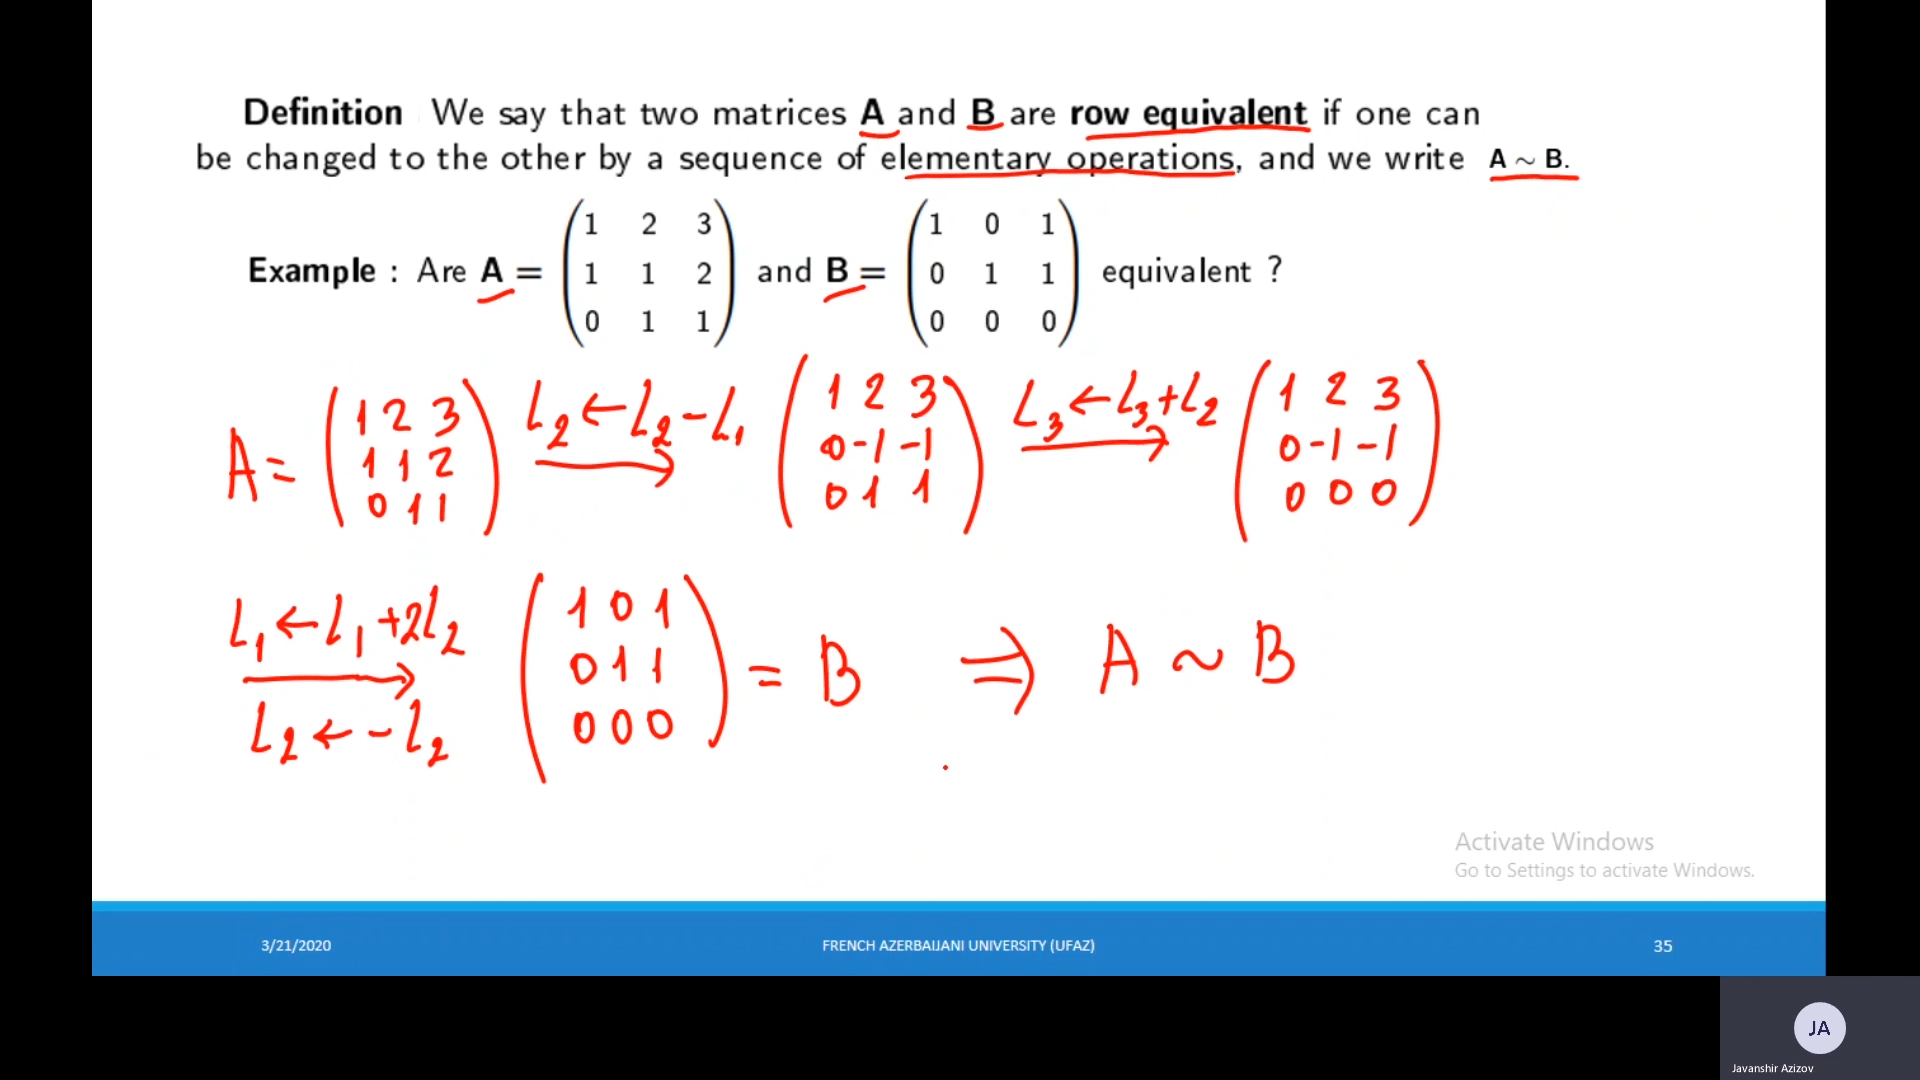 Definition We say that two matrices A and B are row equivalent if one can
be changed to the other by a sequence of elementary operations, and we write A ~ B.
Example : Are A = (1 2 3 / 1 1 2 / 0 1 1) and B = (1 0 1 / 0 1 1 / 0 0 0) equivalent ?
A = (1 2 3 / 1 1 2 / 0 1 1) L₂ ← L₂ - L₁ → (1 2 3 / 0 -1 -1 / 0 1 1) L₃ ← L₃ + L₂ → (1 2 3 / 0 -1 -1 / 0 0 0)
L₁ ← L₁ + 2L₂ → L₂ ← - L₂ (1 0 1 / 0 1 1 / 0 0 0) = B ⇒ A ~ B
Activate Windows
Go to Settings to activate Windows.
3/21/2020 FRENCH AZERBAIJANI UNIVERSITY (UFAZ) 35
JA
Javanshir Azizov